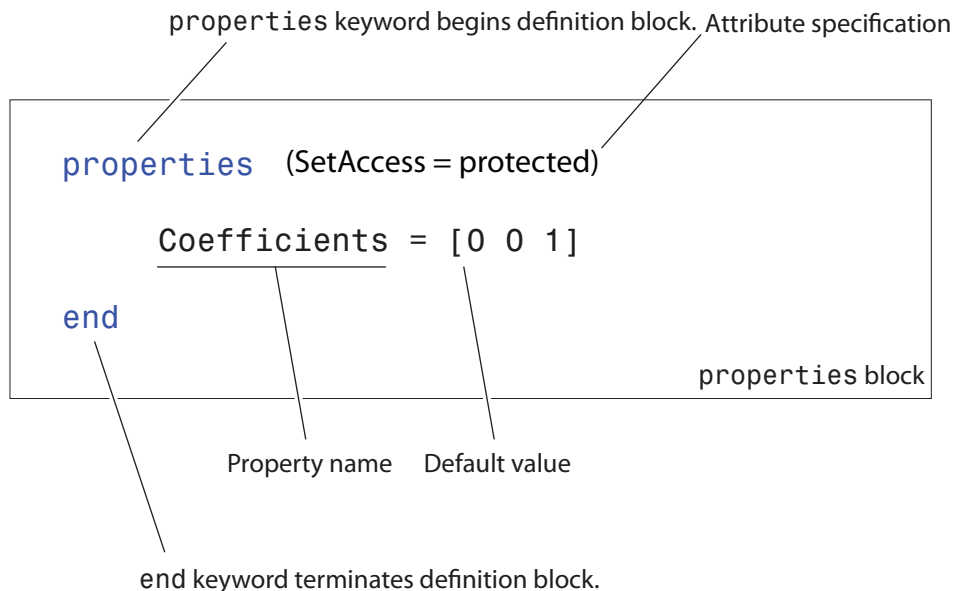 properties keyword begins definition block. Attribute specification
properties (SetAccess = protected)
Coefficients = [0 0 1]
end
properties block
Property name Default value
end keyword terminates definition block.